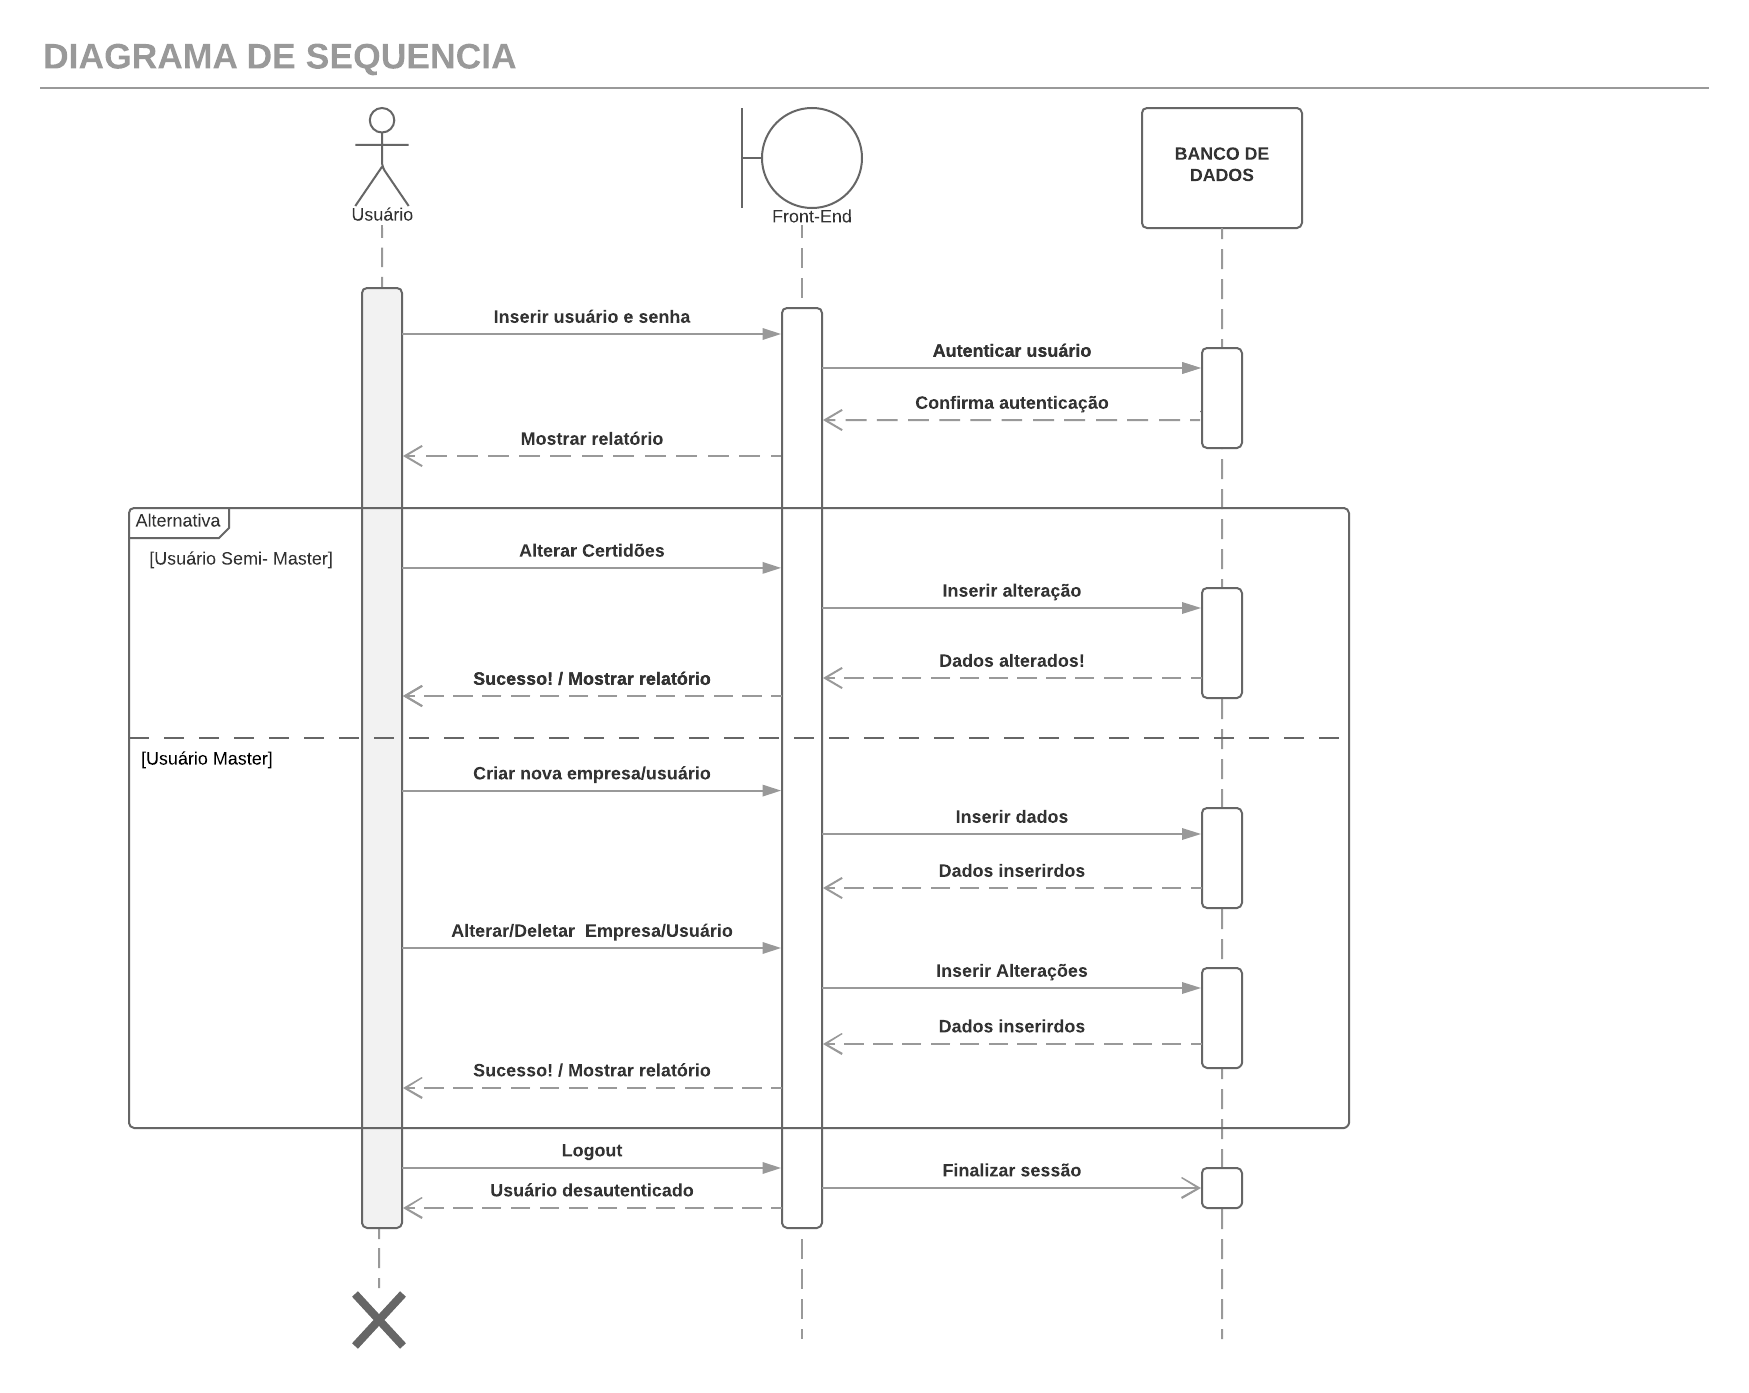 DIAGRAMA DE SEQUENCIA
Usuário
Front-End
BANCO DE
DADOS
Inserir usuário e senha
Autenticar usuário
Confirma autenticação
Mostrar relatório
Alternativa
[Usuário Semi- Master]
Alterar Certidões
Inserir alteração
Dados alterados!
Sucesso! / Mostrar relatório
[Usuário Master]
Criar nova empresa/usuário
Inserir dados
Dados inserirdos
Alterar/Deletar  Empresa/Usuário
Inserir Alterações
Dados inserirdos
Sucesso! / Mostrar relatório
Logout
Finalizar sessão
Usuário desautenticado